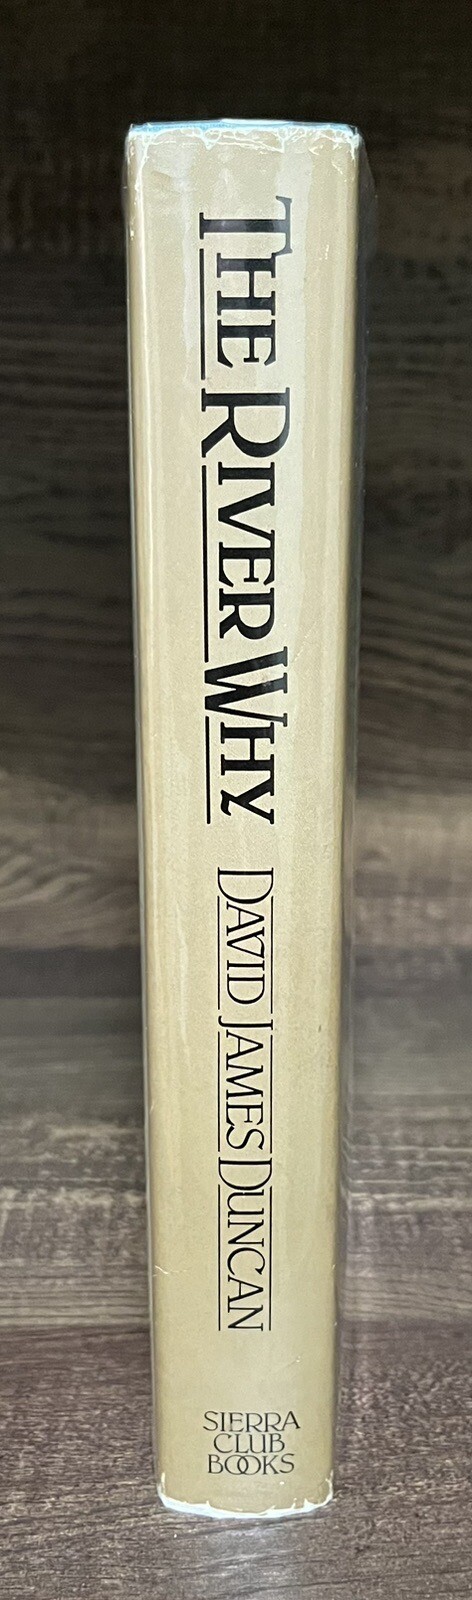 THE RIVER WHY
DAVID JAMES DUNCAN
SIERRA
CLUB
BOOKS